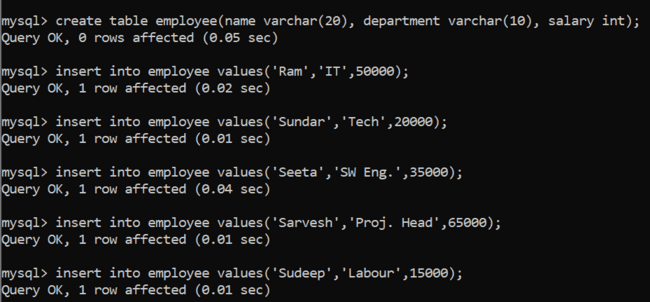 mysql> create table employee(name varchar(20), department varchar(10), salary int);
Query OK, 0 rows affected (0.05 sec)
mysql> insert into employee values('Ram','IT',50000);
Query OK, 1 row affected (0.02 sec)
mysql> insert into employee values('Sundar','Tech',20000);
Query OK, 1 row affected (0.01 sec)
mysql> insert into employee values('Seeta','SW Eng.',35000);
Query OK, 1 row affected (0.04 sec)
mysql> insert into employee values('Sarvesh','Proj. Head',65000);
Query OK, 1 row affected (0.01 sec)
mysql> insert into employee values('Sudeep','Labour',15000);
Query OK, 1 row affected (0.01 sec)